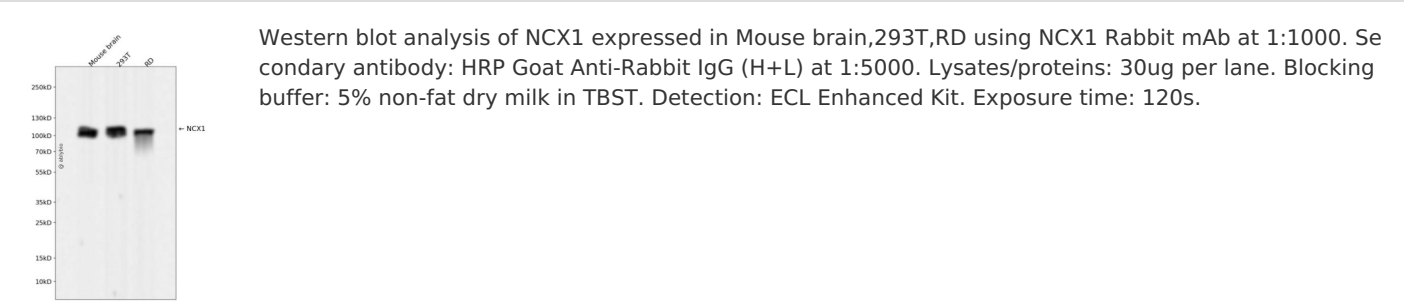 Mouse brain
293T
RD
250kD
130kD
100kD
70kD
55kD
35kD
25kD
15kD
10kD
← NCX1
@ abybio
Western blot analysis of NCX1 expressed in Mouse brain,293T,RD using NCX1 Rabbit mAb at 1:1000. Se
condary antibody: HRP Goat Anti-Rabbit IgG (H+L) at 1:5000. Lysates/proteins: 30ug per lane. Blocking
buffer: 5% non-fat dry milk in TBST. Detection: ECL Enhanced Kit. Exposure time: 120s.